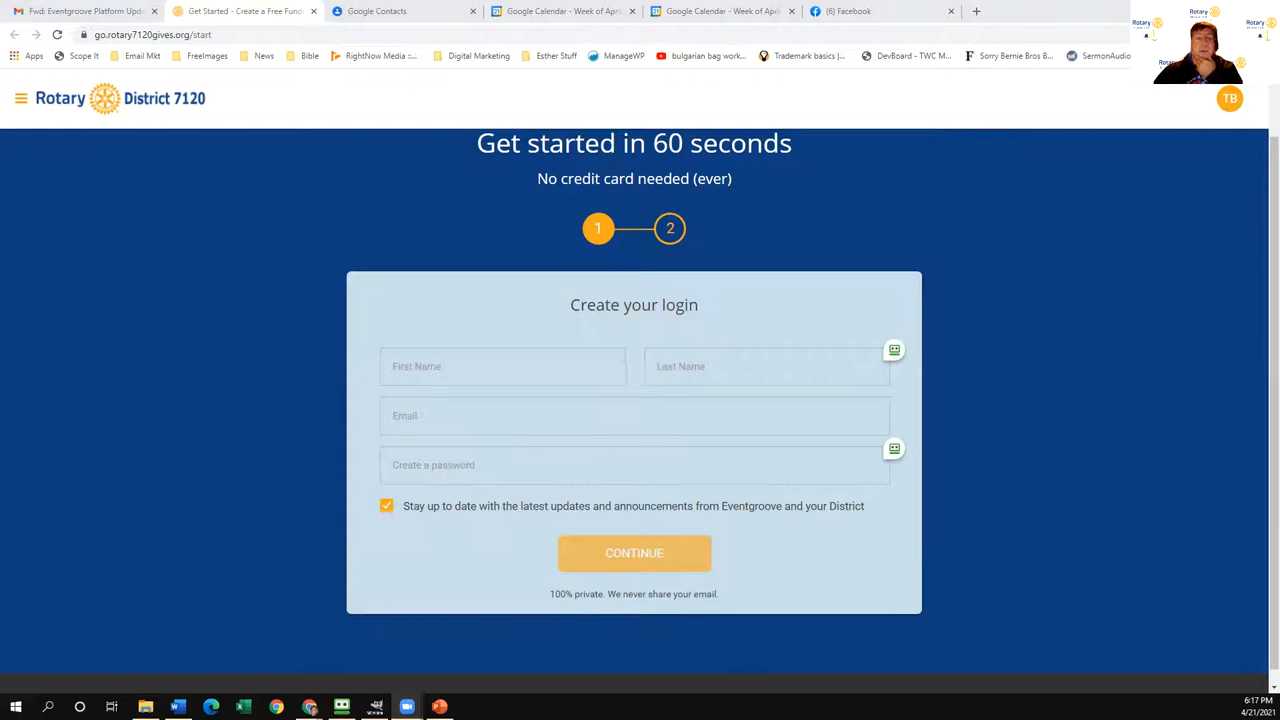 Fwd: Eventgroove Platform Upd
Get Started - Create a Free Fund
Google Contacts
Google Calendar - Week of April
Google Calendar - Week of April
(6) Facebook
go.rotary7120gives.org/start
Apps
Scope It
Email Mkt
FreeImages
News
Bible
RightNow Media ::...
Digital Marketing
Esther Stuff
ManageWP
bulgarian bag work...
Trademark basics |...
DevBoard - TWC M...
Sorry Bernie Bros B...
SermonAudio
Rotary District 7120
TB
Get started in 60 seconds
No credit card needed (ever)
1
2
Create your login
First Name
Last Name
Email
Create a password
Stay up to date with the latest updates and announcements from Eventgroove and your District
CONTINUE
100% private. We never share your email.
6:17 PM
4/21/2021